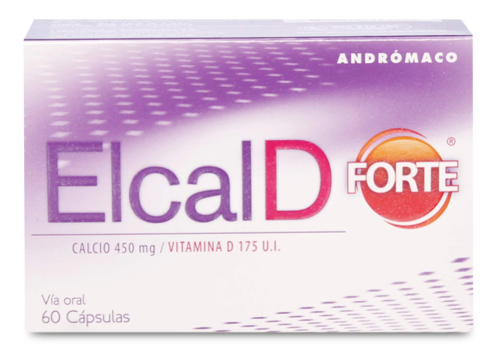 ANDRÓMACO
ElcalD FORTE®
CALCIO 450 mg / VITAMINA D 175 U.I.
Vía oral
60 Cápsulas